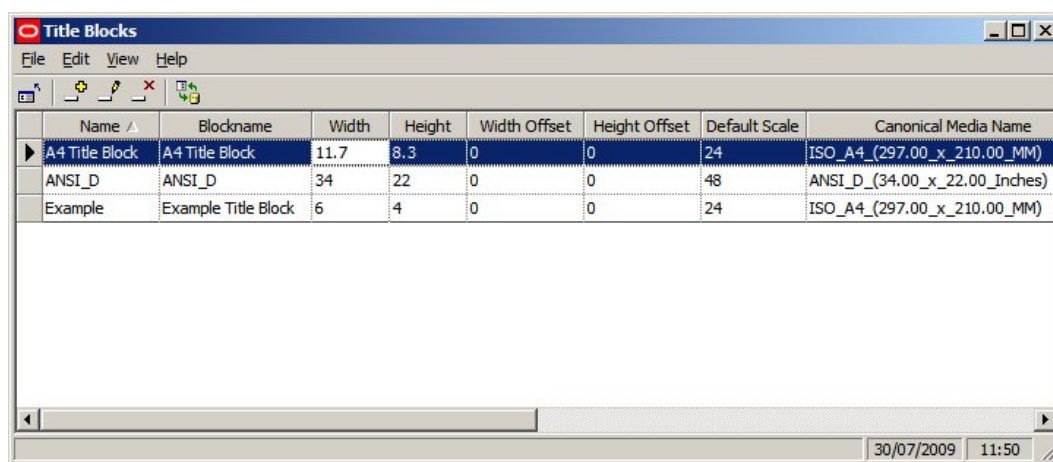 Title Blocks
File Edit View Help
Name Blockname Width Height Width Offset Height Offset Default Scale Canonical Media Name
A4 Title Block A4 Title Block 11.7 8.3 0 0 24 ISO_A4_(297.00_x_210.00_MM)
ANSI_D ANSI_D 34 22 0 0 48 ANSI_D_(34.00_x_22.00_Inches)
Example Example Title Block 6 4 0 0 24 ISO_A4_(297.00_x_210.00_MM)
30/07/2009 11:50